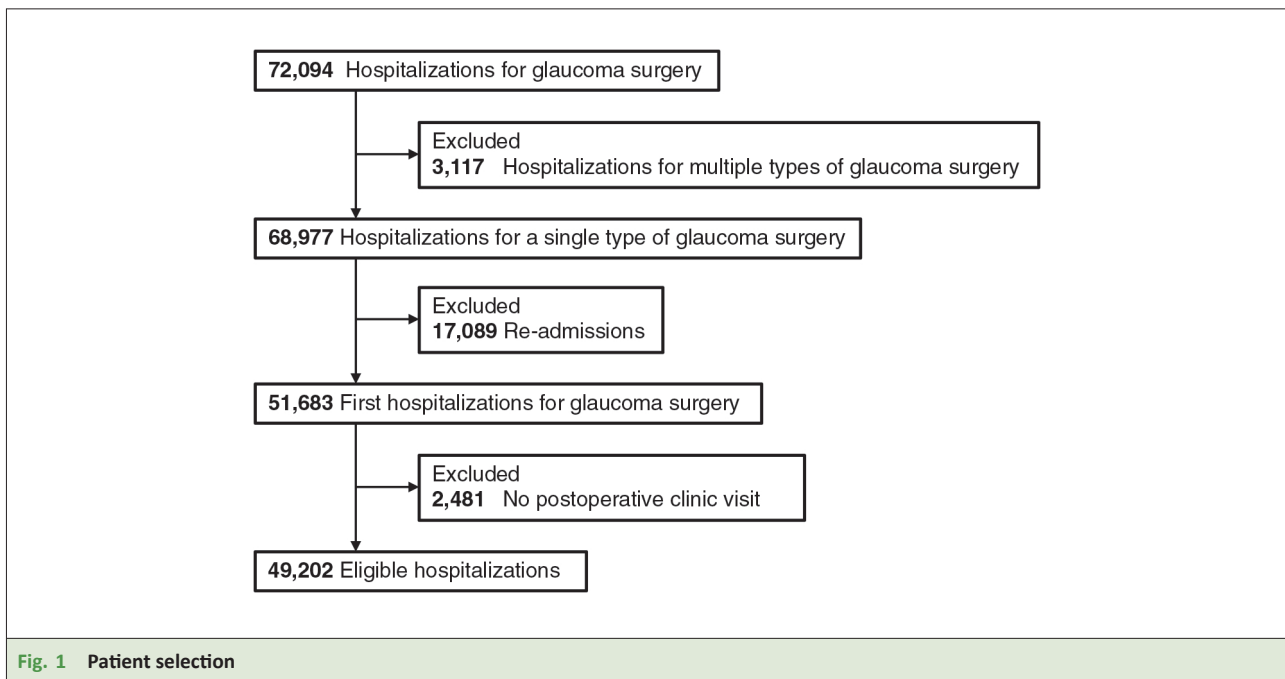 72,094 Hospitalizations for glaucoma surgery
Excluded
3,117 Hospitalizations for multiple types of glaucoma surgery
68,977 Hospitalizations for a single type of glaucoma surgery
Excluded
17,089 Re-admissions
51,683 First hospitalizations for glaucoma surgery
Excluded
2,481 No postoperative clinic visit
49,202 Eligible hospitalizations
Fig. 1 Patient selection